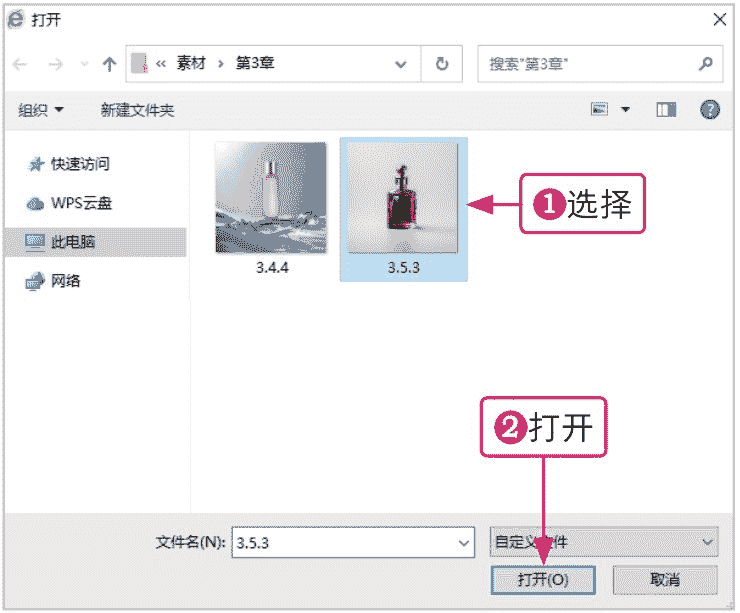 打开
« 素材 › 第3章
搜索"第3章"
组织
新建文件夹
快速访问
WPS云盘
此电脑
网络
3.4.4
3.5.3
❶选择
❷打开
文件名(N):
3.5.3
自定义文件
打开(O)
取消